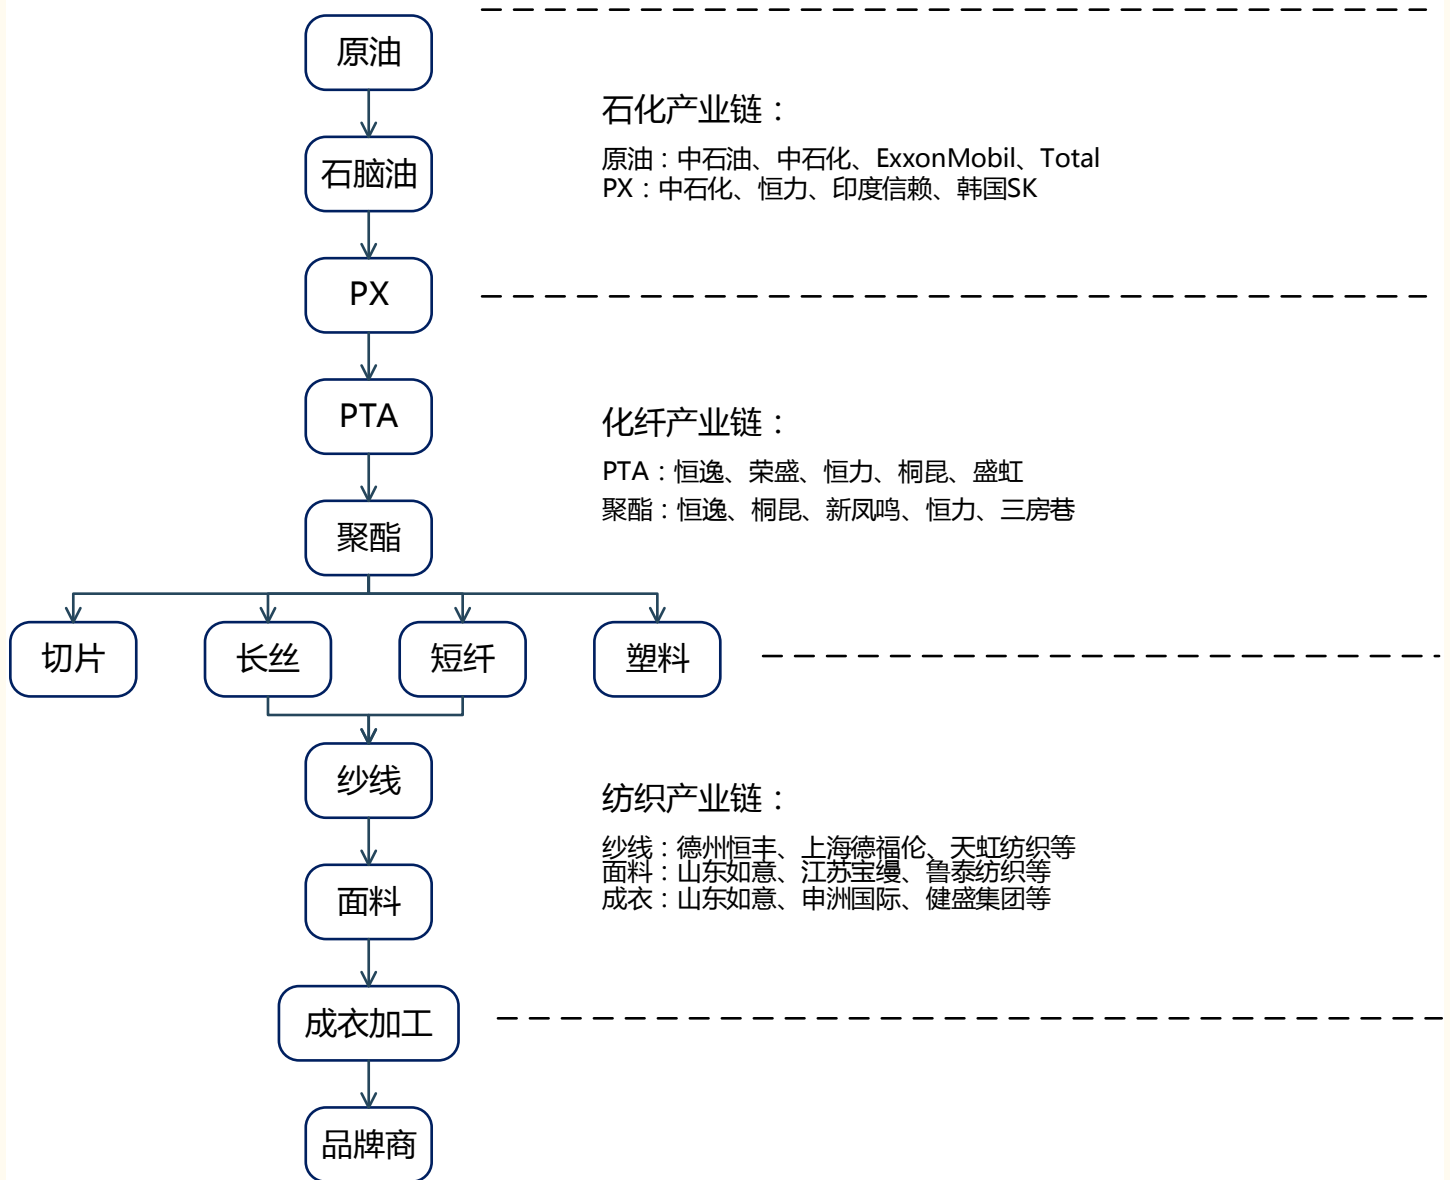 原油
石化产业链：
原油：中石油、中石化、ExxonMobil、Total
石脑油
PX：中石化、恒力、印度信赖、韩国SK
PX
PTA
化纤产业链：
PTA：恒逸、荣盛、恒力、桐昆、盛虹
聚酯：恒逸、桐昆、新凤鸣、恒力、三房巷
聚酯
切片
长丝
短纤
塑料
纱线
纺织产业链：
纱线：德州恒丰、上海德福伦、天虹纺织等
面料：山东如意、江苏宝缦、鲁泰纺织等
成衣：山东如意、申洲国际、健盛集团等
面料
成衣加工
品牌商